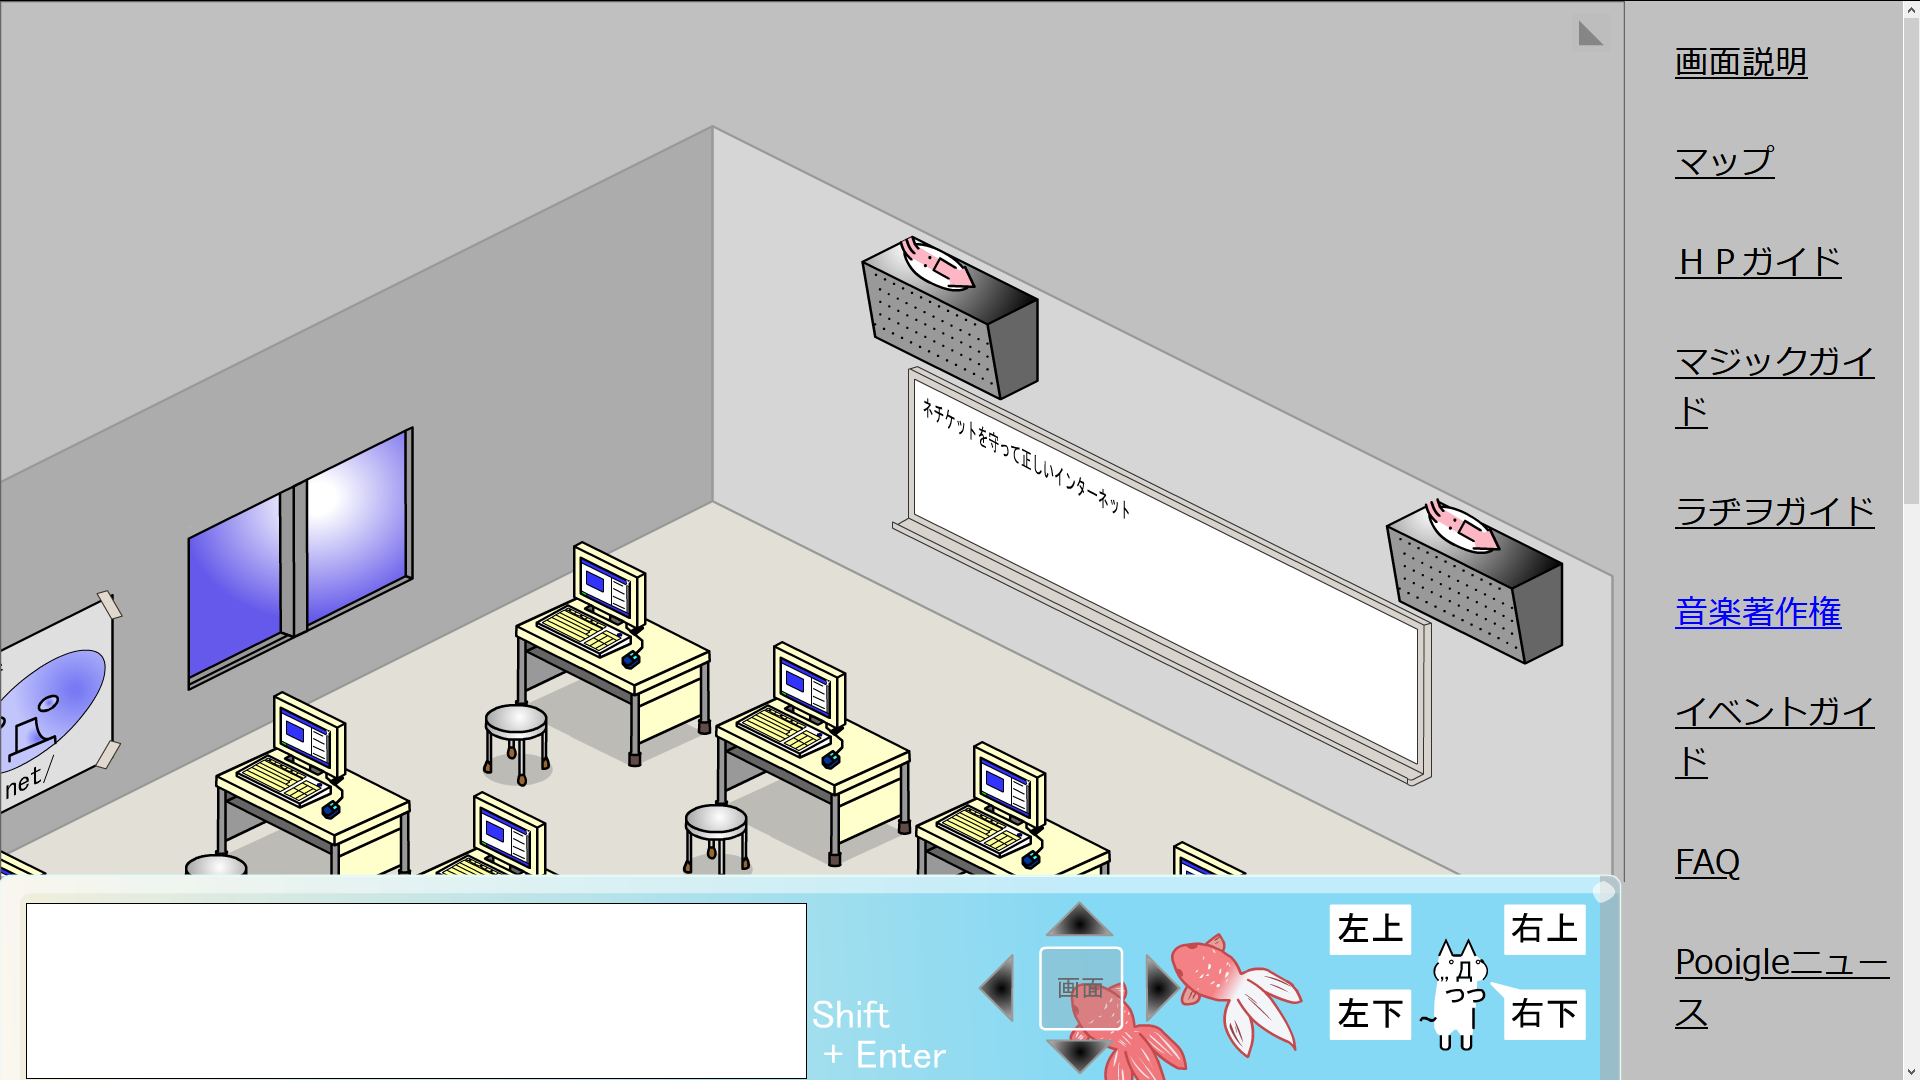 ネチケットを守って正しいインターネット
net/
Shift
+ Enter
画面
左上
右上
左下
右下
画面説明
マップ
ＨＰガイド
マジックガイ
ド
ラヂヲガイド
音楽著作権
イベントガイ
ド
FAQ
Pooigleニュー
ス